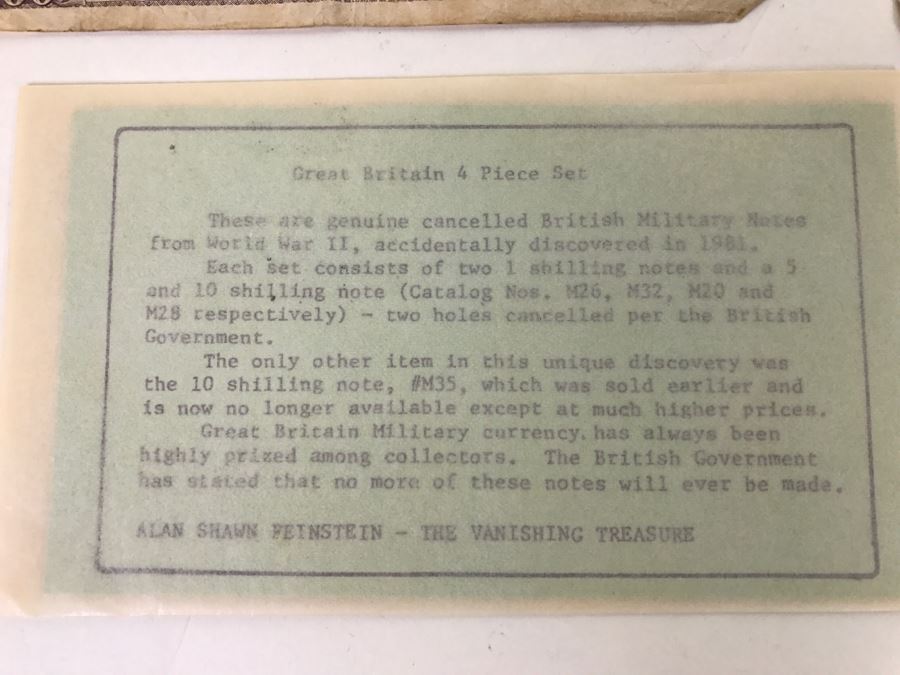 Great Britain 4 Piece Set
These are genuine cancelled British Military Notes
from World War II, accidentally discovered in 1981.
Each set consists of two 1 shilling notes and a 5
and 10 shilling note (Catalog Nos. M26, M32, M20 and
M28 respectively) - two holes cancelled per the British
Government.
The only other item in this unique discovery was
the 10 shilling note, #M35, which was sold earlier and
is now no longer available except at much higher prices.
Great Britain Military currency has always been
highly prized among collectors. The British Government
has stated that no more of these notes will ever be made.
ALAN SHAWN FEINSTEIN - THE VANISHING TREASURE